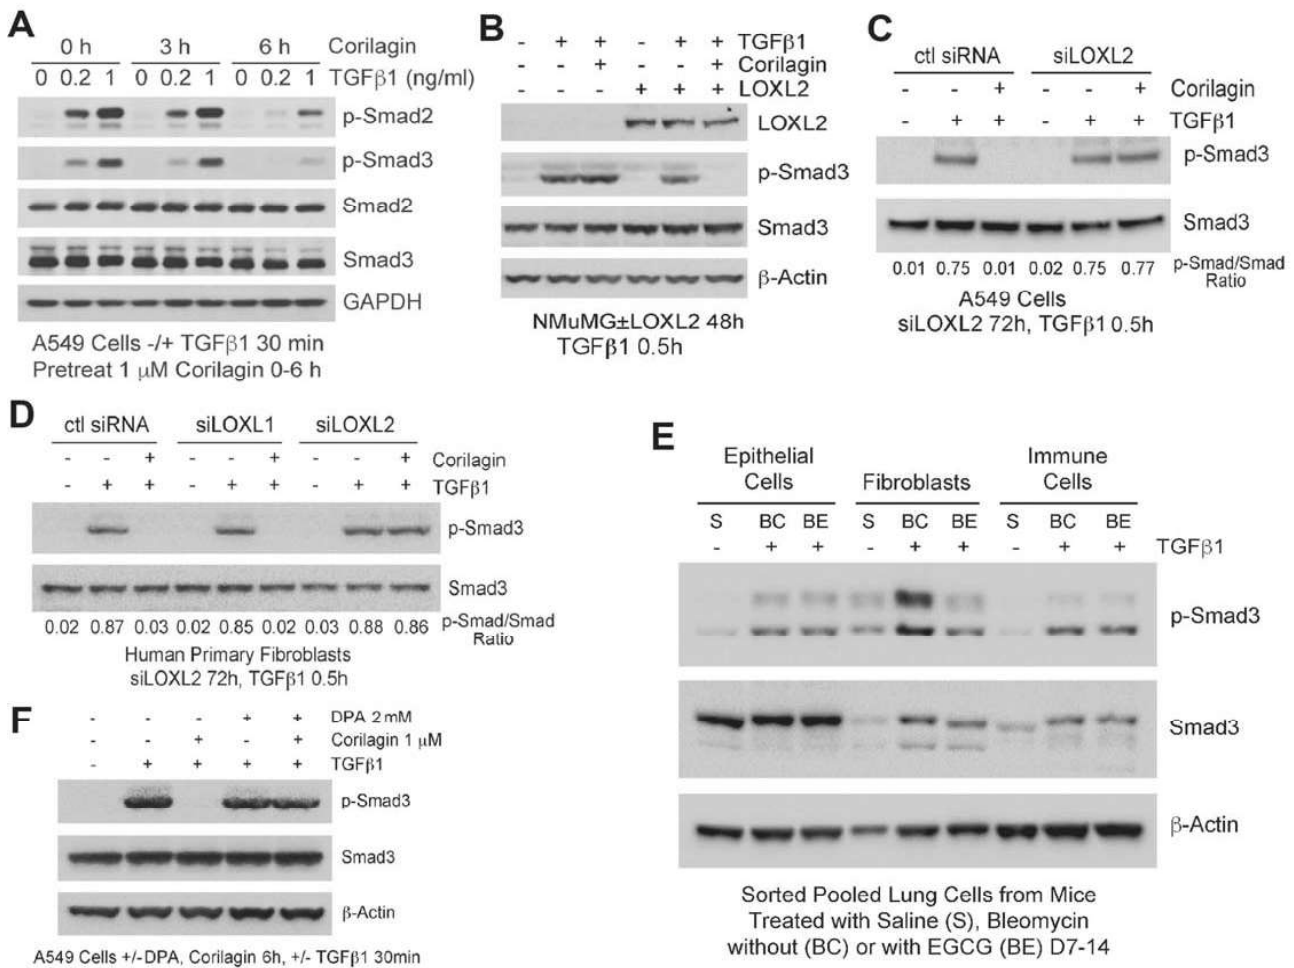 A
0 h 3 h 6 h Corilagin
0 0.2 1 0 0.2 1 0 0.2 1 TGFβ1 (ng/ml)
p-Smad2
p-Smad3
Smad2
Smad3
GAPDH
A549 Cells -/+ TGFβ1 30 min
Pretreat 1 µM Corilagin 0-6 h
B
- + + - + + TGFβ1
- - + - - + Corilagin
- - - + + + LOXL2
LOXL2
p-Smad3
Smad3
β-Actin
NMuMG±LOXL2 48h
TGFβ1 0.5h
C
ctl siRNA siLOXL2
- - + - - + Corilagin
- + + - + + TGFβ1
p-Smad3
Smad3
0.01 0.75 0.01 0.02 0.75 0.77 p-Smad/Smad
Ratio
A549 Cells
siLOXL2 72h, TGFβ1 0.5h
D
ctl siRNA siLOXL1 siLOXL2
- - + - - + - - + Corilagin
- + + - + + - + + TGFβ1
p-Smad3
Smad3
0.02 0.87 0.03 0.02 0.85 0.02 0.03 0.88 0.86 p-Smad/Smad
Ratio
Human Primary Fibroblasts
siLOXL2 72h, TGFβ1 0.5h
E
Epithelial
Cells
Fibroblasts
Immune
Cells
S BC BE S BC BE S BC BE
- + + - + + - + + TGFβ1
p-Smad3
Smad3
β-Actin
Sorted Pooled Lung Cells from Mice
Treated with Saline (S), Bleomycin
without (BC) or with EGCG (BE) D7-14
F
- - - + + DPA 2 mM
- - + - + Corilagin 1 µM
- + + + + TGFβ1
p-Smad3
Smad3
β-Actin
A549 Cells +/-DPA, Corilagin 6h, +/- TGFβ1 30min